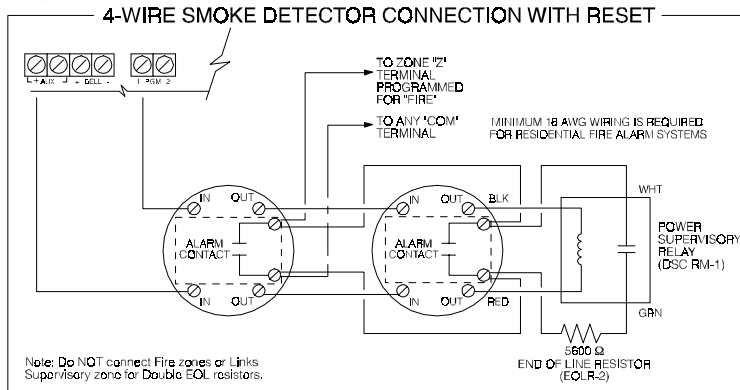 4-WIRE SMOKE DETECTOR CONNECTION WITH RESET
+ AUX - + BELL - 1 PGM 2
TO ZONE "Z"
TERMINAL
PROGRAMMED
FOR "FIRE"
TO ANY "COM"
TERMINAL
MINIMUM 18 AWG WIRING IS REQUIRED
FOR RESIDENTIAL FIRE ALARM SYSTEMS
IN OUT IN OUT BLK WHT
ALARM
CONTACT
ALARM
CONTACT
POWER
SUPERVISORY
RELAY
(DSC RM-1)
IN OUT IN OUT RED GRN
5600 Ω
END OF LINE RESISTOR
(EOLR-2)
Note: Do NOT connect Fire zones or Links
Supervisory zone for Double EOL resistors.